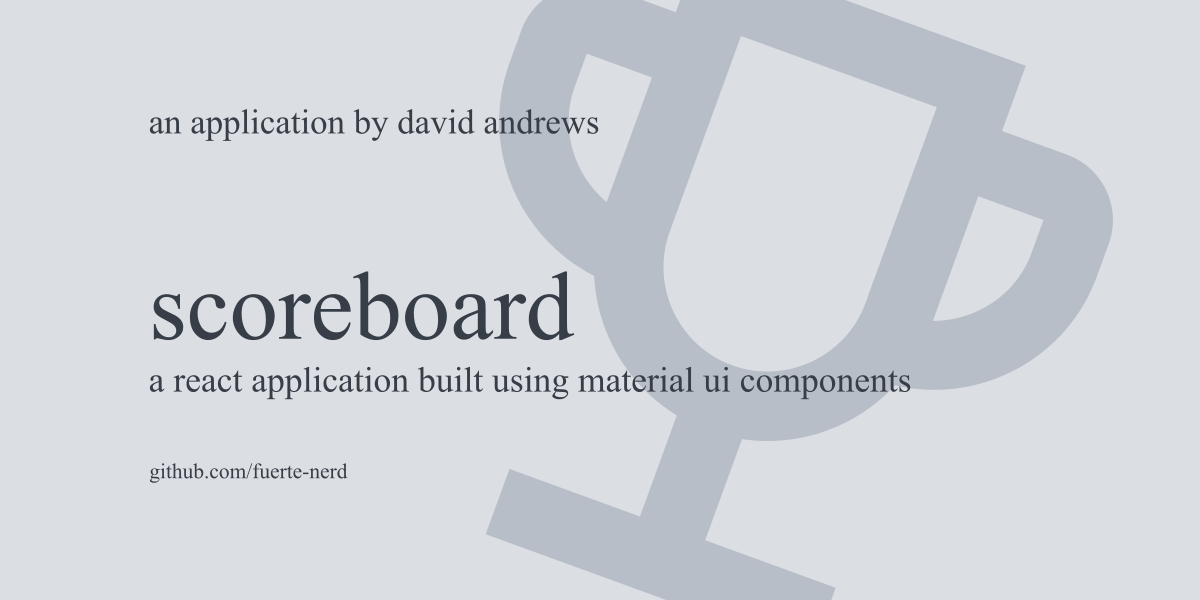 an application by david andrews
scoreboard
a react application built using material ui components
github.com/fuerte-nerd